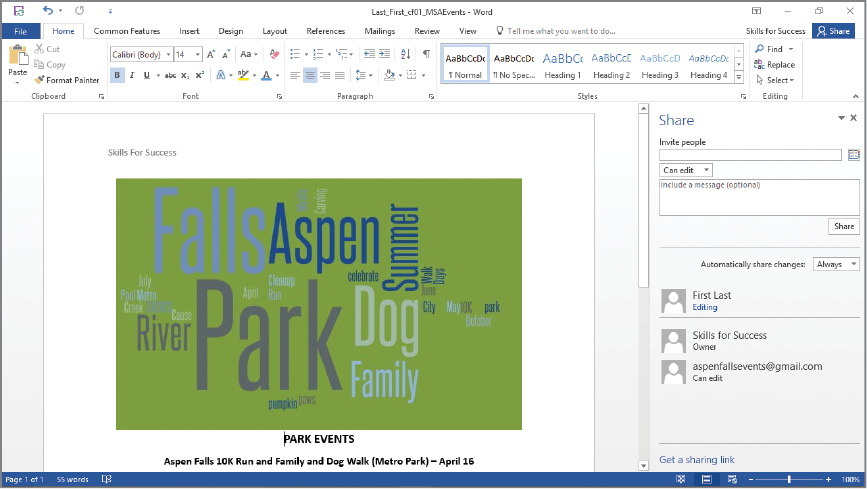 Last_First_cf01_MSAEvents - Word
File Home Common Features Insert Design Layout References Mailings Review View Tell me what you want to do... Skills for Success Share
Paste
Cut
Copy
Format Painter
Clipboard
Calibri (Body) 14 A A Aa
B I U abc X₂ X² A ab A
Font
Paragraph
AaBbCcDc AaBbCcDc AaBbCc AaBbCcE AaBbCcD AaBbCcDc
¶ Normal ¶ No Spac... Heading 1 Heading 2 Heading 3 Heading 4
Styles
Find
Replace
Select
Editing
Skills For Success
Falls
Carving
Aspen
Summer
celebrate
Walk
Days
June
July
Metro
Creek
Cause
April
Cleanup
Run
River
Park
Dog
City
May
10K
park
October
Family
pumpkin
paws
PARK EVENTS
Aspen Falls 10K Run and Family and Dog Walk (Metro Park) – April 16
Share
Invite people
Can edit
Include a message (optional)
Share
Automatically share changes: Always
First Last
Editing
Skills for Success
Owner
aspenfallsevents@gmail.com
Can edit
Get a sharing link
Page 1 of 1 55 words 100%